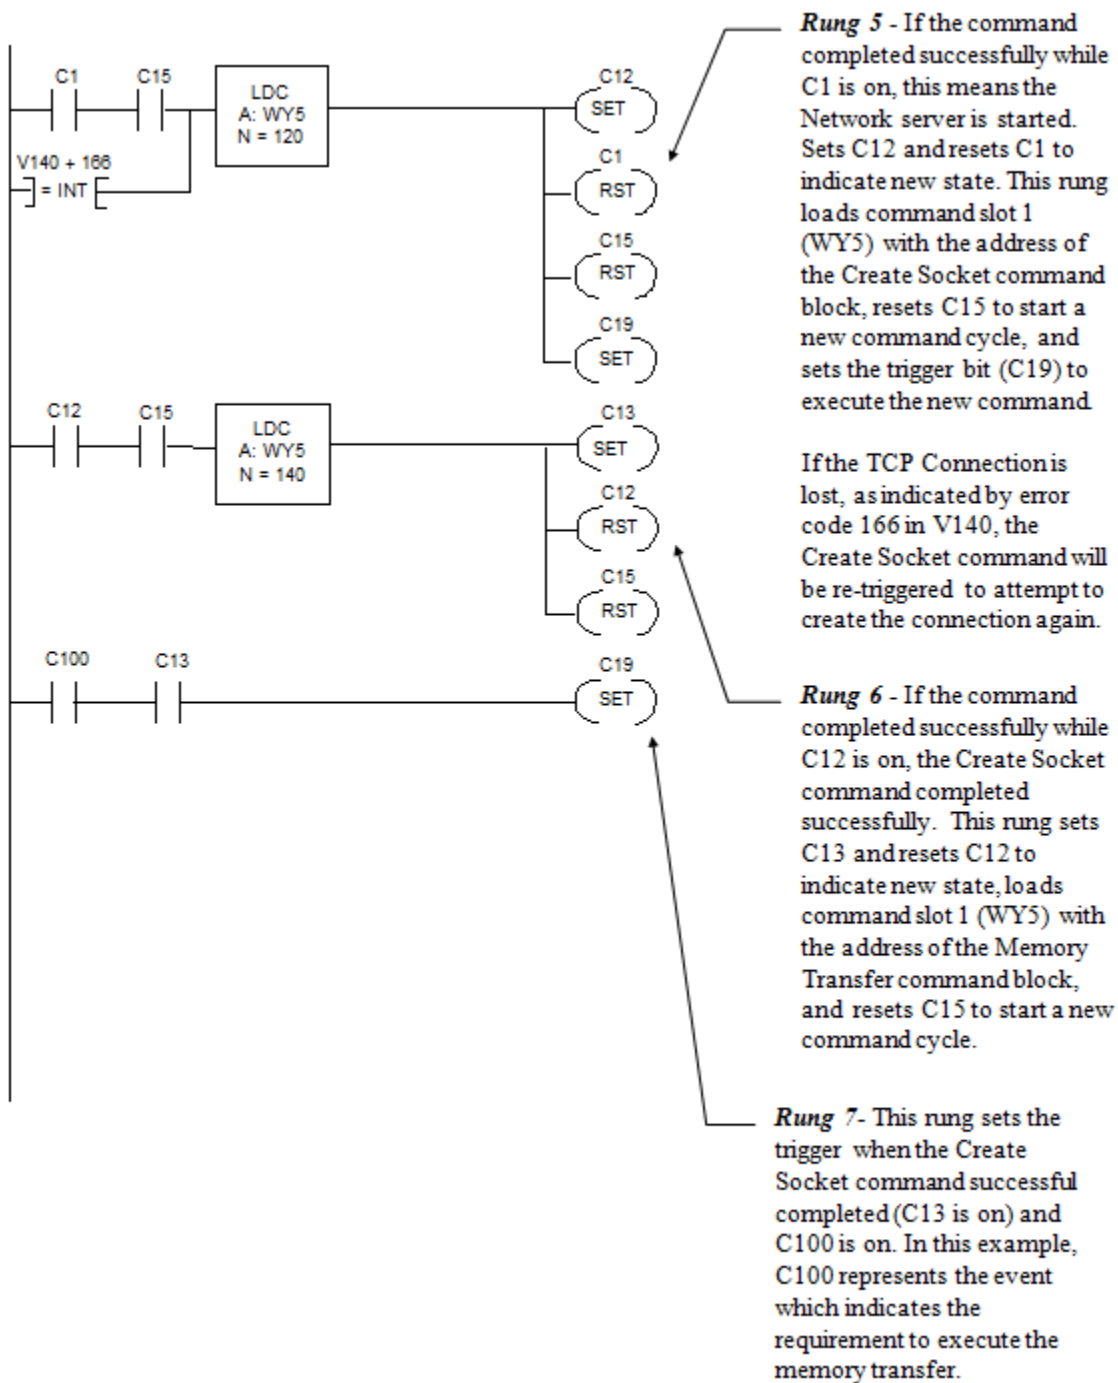 C1
C15
LDC
A: WY5
N = 120
C12
SET
V140 + 166
= INT
C1
RST
C15
RST
C19
SET
C12
C15
LDC
A: WY5
N = 140
C13
SET
C12
RST
C15
RST
C100
C13
C19
SET
Rung 5 - If the command
completed successfully while
C1 is on, this means the
Network server is started.
Sets C12 and resets C1 to
indicate new state. This rung
loads command slot 1
(WY5) with the address of
the Create Socket command
block, resets C15 to start a
new command cycle, and
sets the trigger bit (C19) to
execute the new command.
If the TCP Connection is
lost, as indicated by error
code 166 in V140, the
Create Socket command will
be re-triggered to attempt to
create the connection again.
Rung 6 - If the command
completed successfully while
C12 is on, the Create Socket
command completed
successfully. This rung sets
C13 and resets C12 to
indicate new state, loads
command slot 1 (WY5) with
the address of the Memory
Transfer command block,
and resets C15 to start a new
command cycle.
Rung 7- This rung sets the
trigger when the Create
Socket command successful
completed (C13 is on) and
C100 is on. In this example,
C100 represents the event
which indicates the
requirement to execute the
memory transfer.